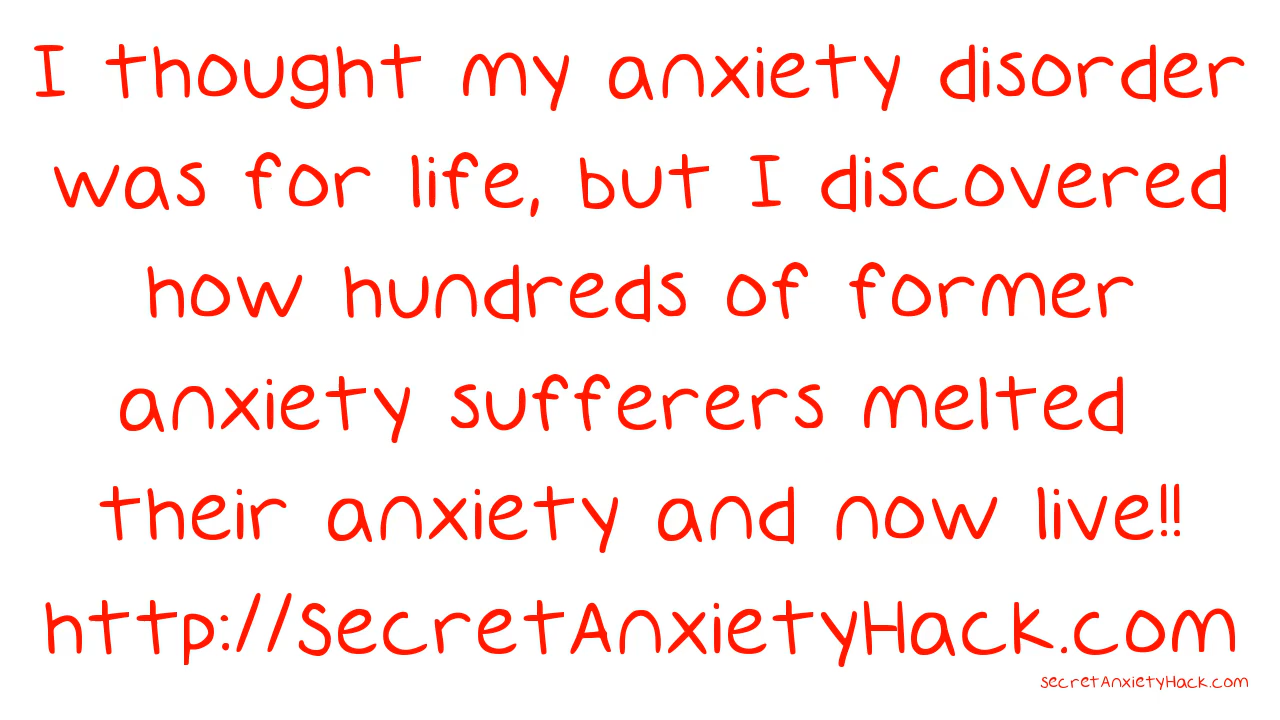 I thought my anxiety disorder
was for life, but I discovered
how hundreds of former
anxiety sufferers melted
their anxiety and now live!!
http://SecretAnxietyHack.com
secretAnxietyHack.com